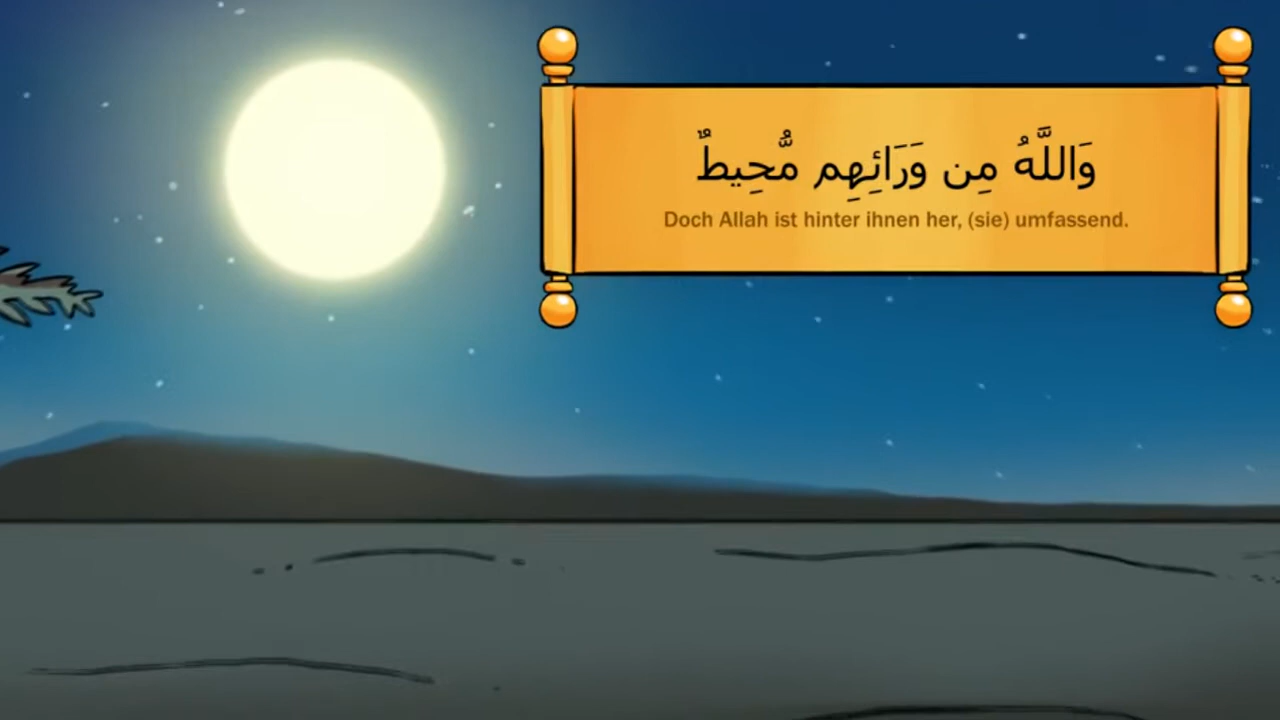 وَاللَّهُ مِن وَرَائِهِم مُّحِيطٌ
Doch Allah ist hinter ihnen her, (sie) umfassend.